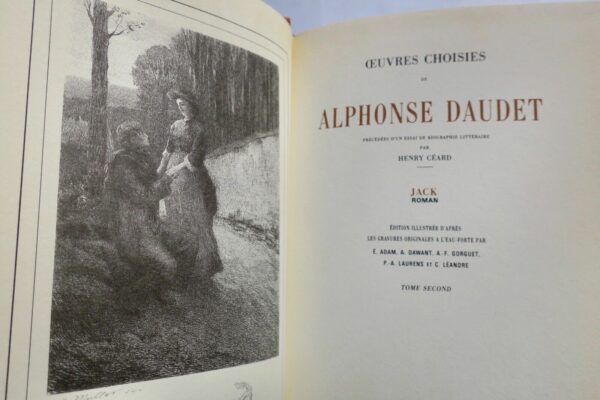 ŒUVRES CHOISIES
DE
ALPHONSE DAUDET
PRÉCÉDÉES D'UN ESSAI DE BIOGRAPHIE LITTÉRAIRE
PAR
HENRY CÉARD
JACK
ROMAN
ÉDITION ILLUSTRÉE D'APRÈS
LES GRAVURES ORIGINALES A L'EAU-FORTE PAR
É. ADAM, A. DAWANT, A.-F. GORGUET,
P.-A. LAURENS ET C. LÉANDRE
TOME SECOND